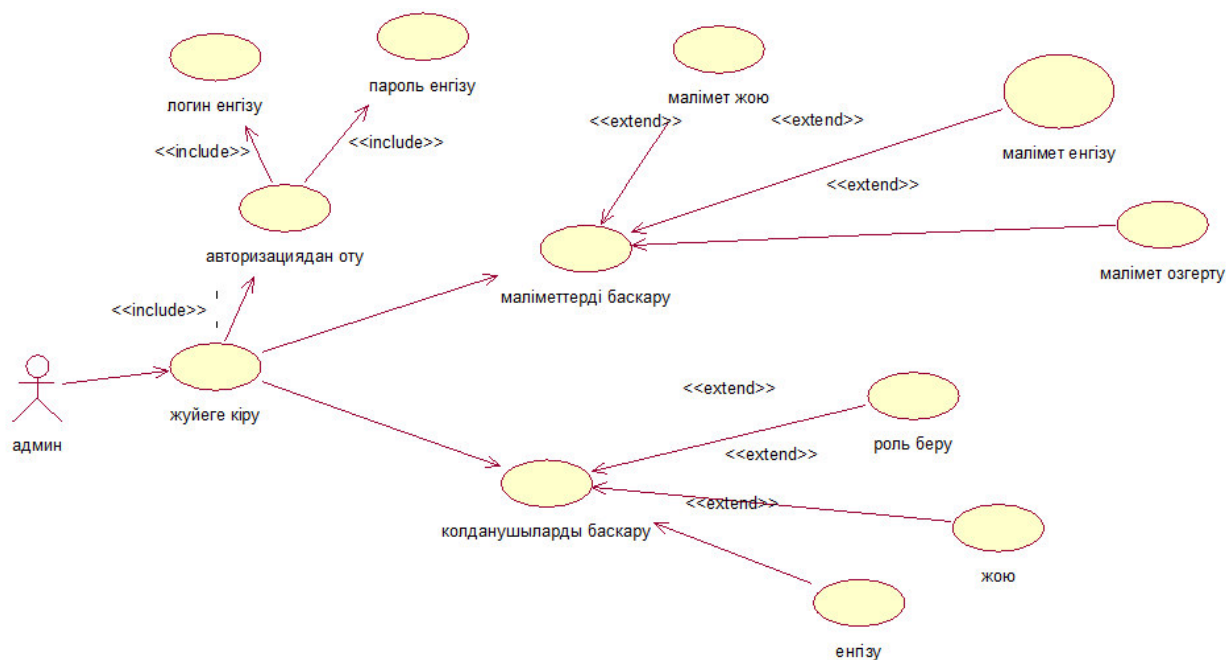 логин енгізу
пароль енгізу
малімет жою
<<extend>>
<<extend>>
малімет енгізу
<<include>>
<<include>>
<<extend>>
авторизациядан оту
малімет озгерту
маліметтерді баскару
<<include>>
жуйеге кіру
админ
<<extend>>
роль беру
<<extend>>
<<extend>>
колданушыларды баскару
жою
енгізу